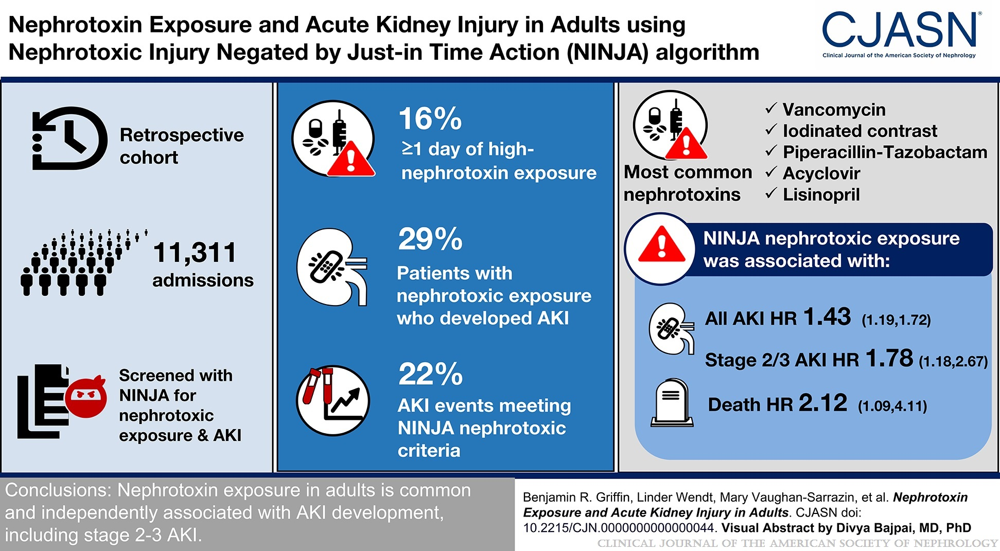 Nephrotoxin Exposure and Acute Kidney Injury in Adults using
Nephrotoxic Injury Negated by Just-in Time Action (NINJA) algorithm
CJASN®
Clinical Journal of the American Society of Nephrology
Retrospective
cohort
11,311
admissions
Screened with
NINJA for
nephrotoxic
exposure & AKI
16%
≥1 day of high-
nephrotoxin exposure
29%
Patients with
nephrotoxic exposure
who developed AKI
22%
AKI events meeting
NINJA nephrotoxic
criteria
Most common
nephrotoxins
✓ Vancomycin
✓ Iodinated contrast
✓ Piperacillin-Tazobactam
✓ Acyclovir
✓ Lisinopril
NINJA nephrotoxic exposure
was associated with:
All AKI HR 1.43 (1.19,1.72)
Stage 2/3 AKI HR 1.78 (1.18,2.67)
Death HR 2.12 (1.09,4.11)
Conclusions: Nephrotoxin exposure in adults is common
and independently associated with AKI development,
including stage 2-3 AKI.
Benjamin R. Griffin, Linder Wendt, Mary Vaughan-Sarrazin, et al. Nephrotoxin
Exposure and Acute Kidney Injury in Adults. CJASN doi:
10.2215/CJN.0000000000000044. Visual Abstract by Divya Bajpai, MD, PhD
CLINICAL JOURNAL OF THE AMERICAN SOCIETY OF NEPHROLOGY